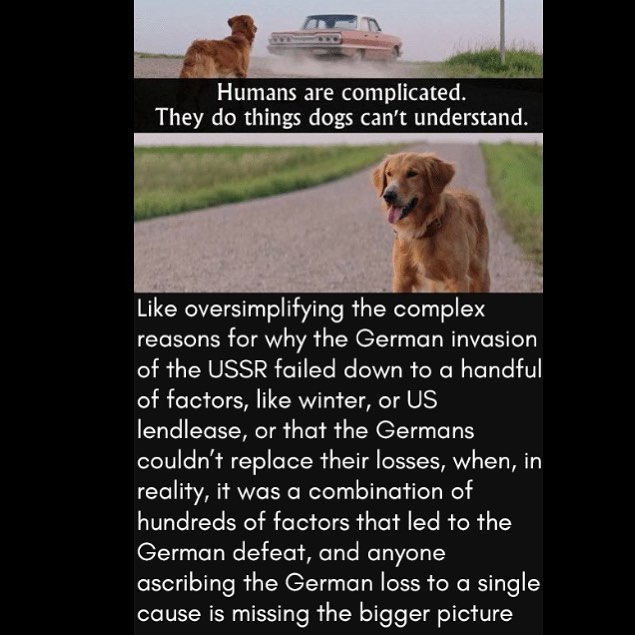 Humans are complicated.
They do things dogs can't understand.
Like oversimplifying the complex
reasons for why the German invasion
of the USSR failed down to a handful
of factors, like winter, or US
lendlease, or that the Germans
couldn't replace their losses, when, in
reality, it was a combination of
hundreds of factors that led to the
German defeat, and anyone
ascribing the German loss to a single
cause is missing the bigger picture